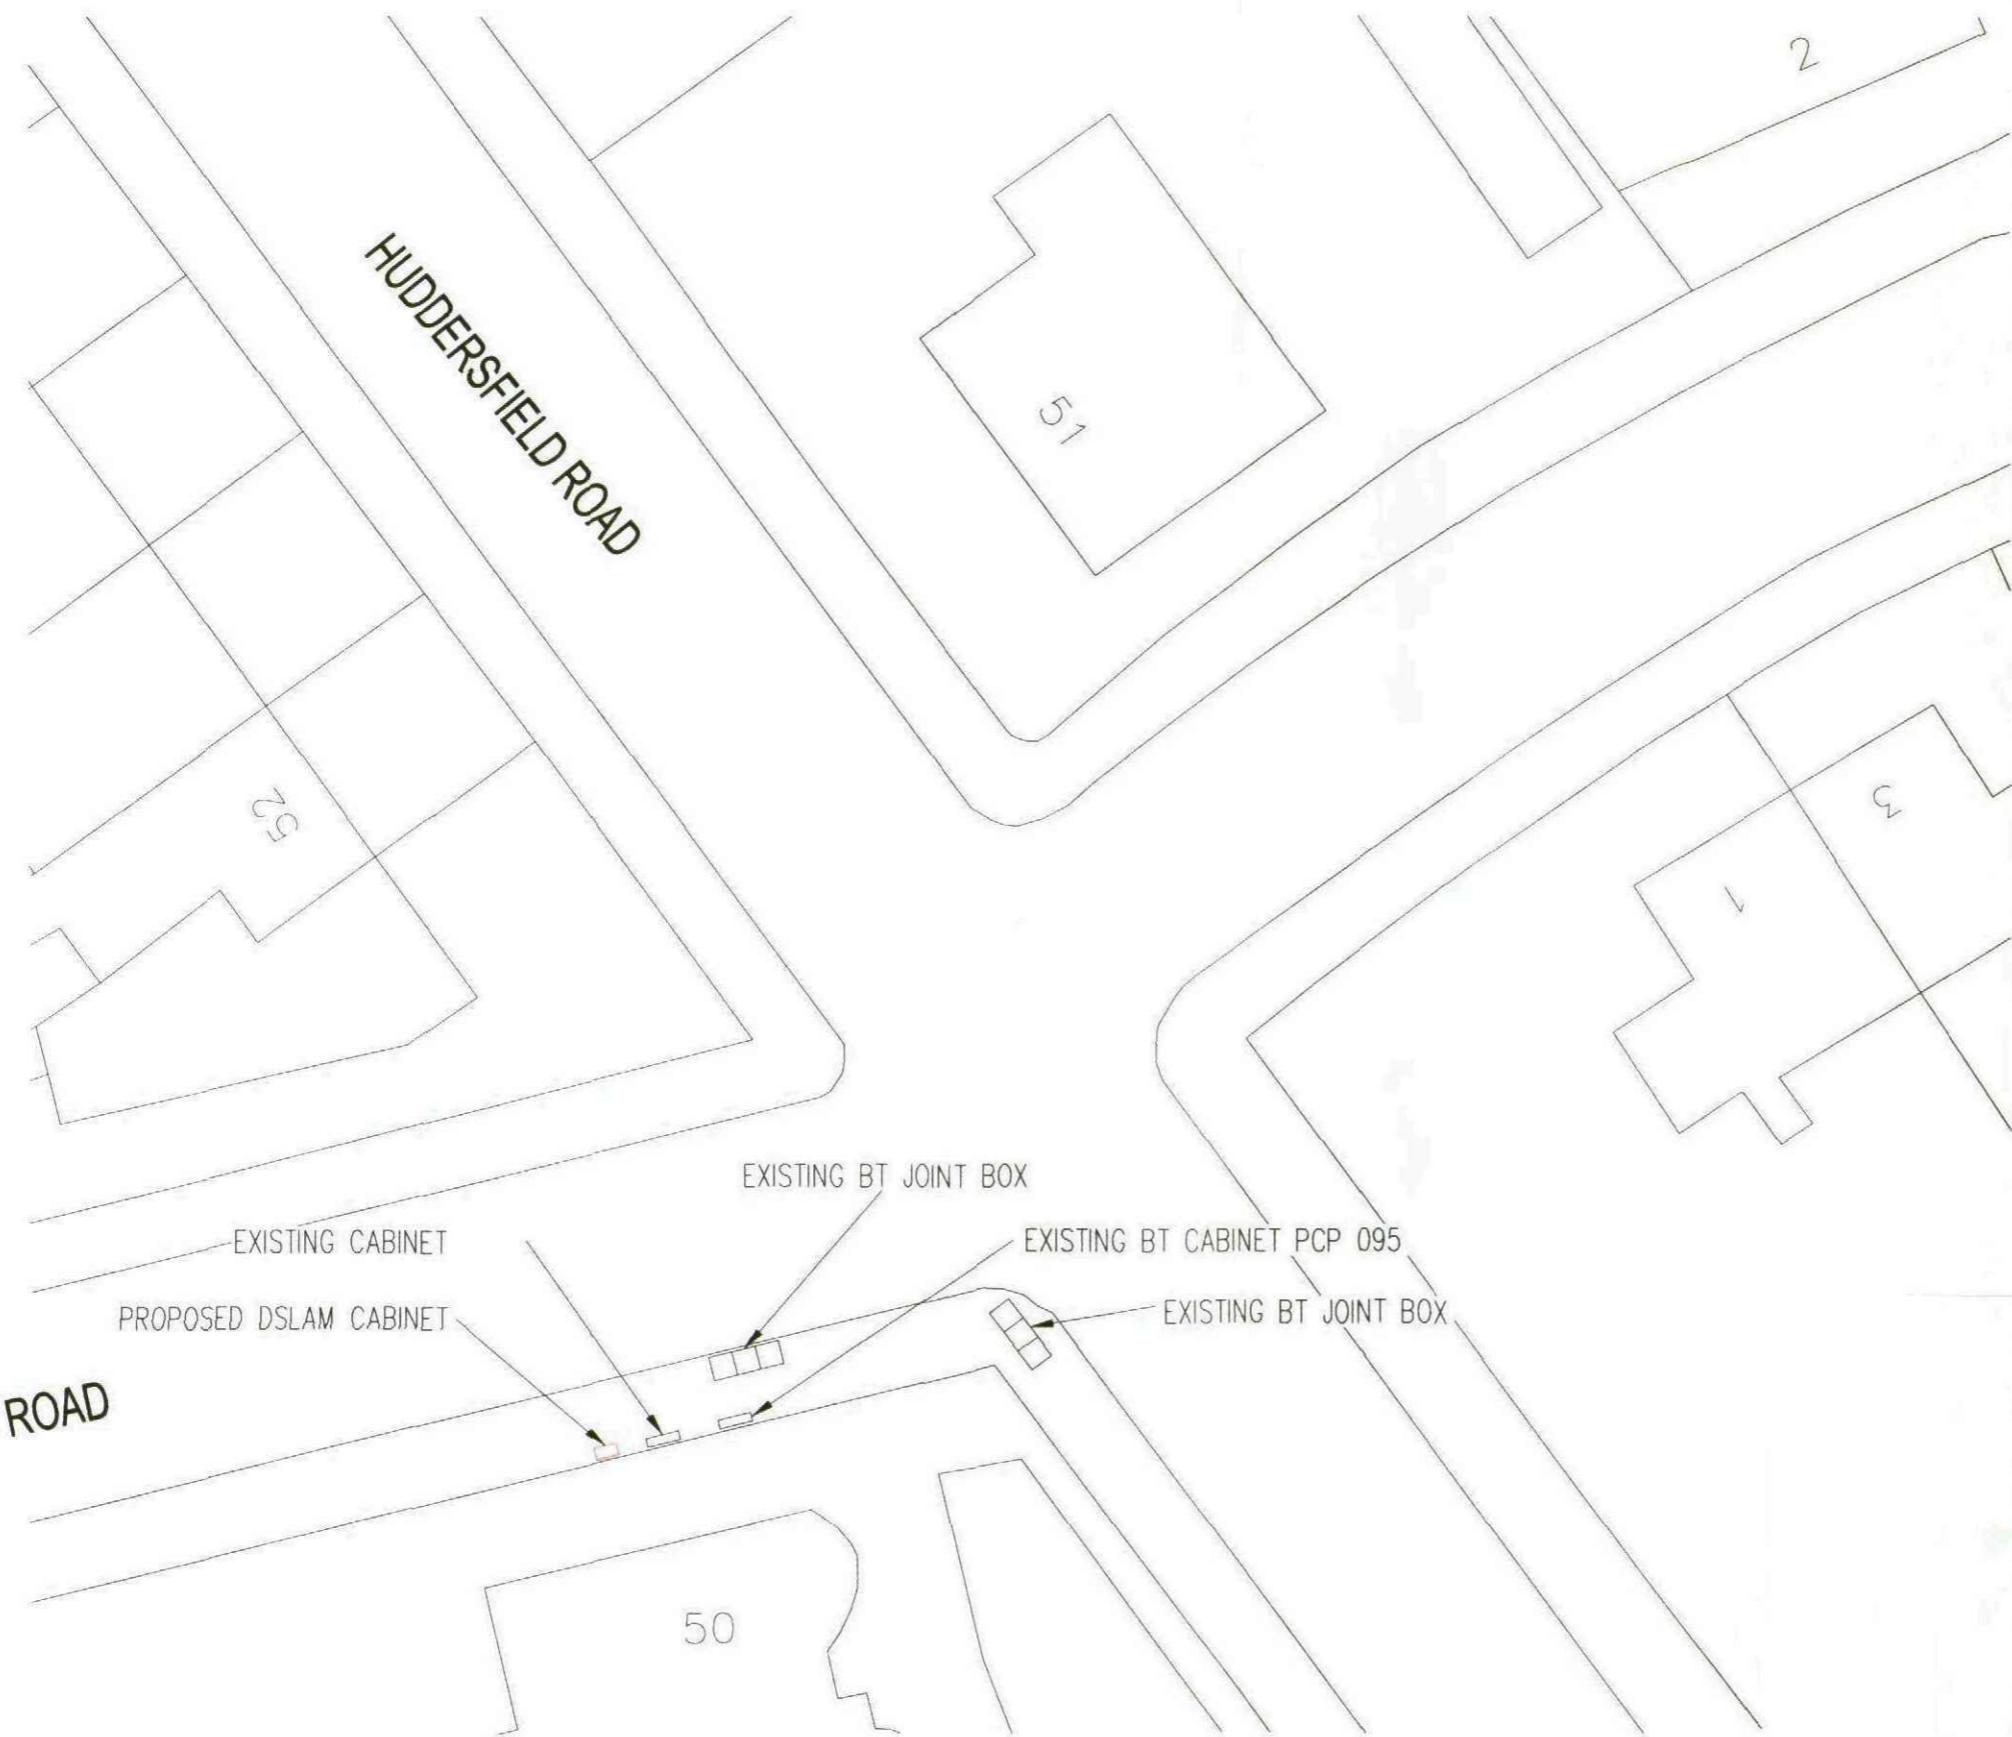 2
HUDDERSFIELD ROAD
51
52
3
1
EXISTING BT JOINT BOX
EXISTING CABINET
EXISTING BT CABINET PCP 095
PROPOSED DSLAM CABINET
EXISTING BT JOINT BOX
ROAD
50